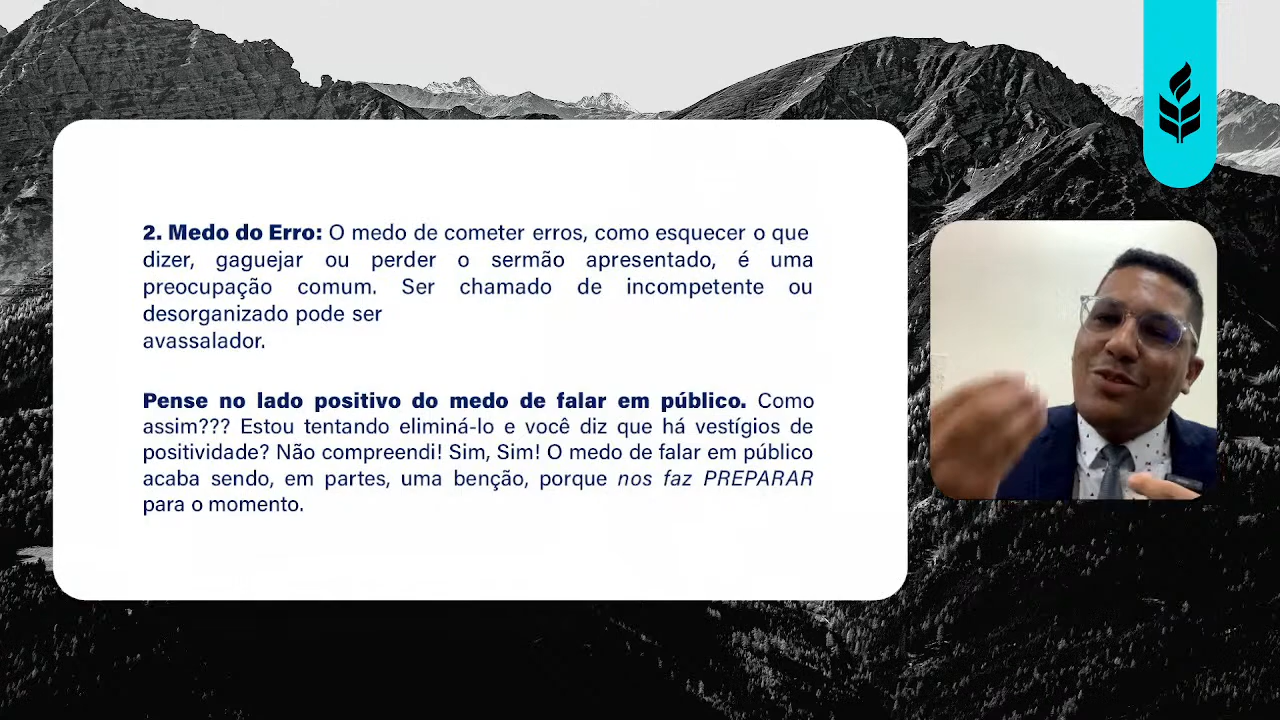 2. Medo do Erro: O medo de cometer erros, como esquecer o que
dizer, gaguejar ou perder o sermão apresentado, é uma
preocupação comum. Ser chamado de incompetente ou
desorganizado pode ser
avassalador.
Pense no lado positivo do medo de falar em público. Como
assim??? Estou tentando eliminá-lo e você diz que há vestígios de
positividade? Não compreendi! Sim, Sim! O medo de falar em público
acaba sendo, em partes, uma benção, porque nos faz PREPARAR
para o momento.